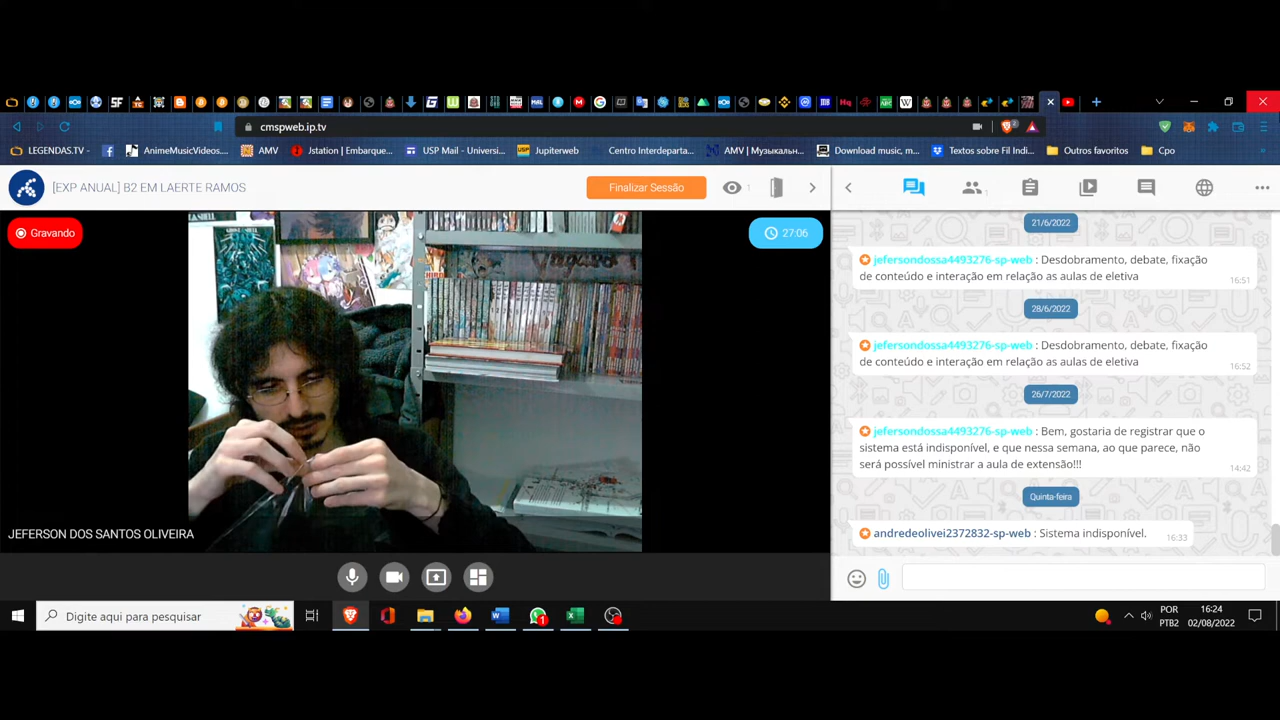 cmspweb.ip.tv
2
LEGENDAS.TV
AnimeMusicVideos...
AMV
Jstation | Embarque...
USP Mail - Universi...
Jupiterweb
Centro Interdeparta...
AMV | Музыкальн...
Download music, m...
Textos sobre Fil Indi...
Outros favoritos
Cpo
[EXP ANUAL] B2 EM LAERTE RAMOS
Finalizar Sessão
1
1
Gravando
27:06
JEFERSON DOS SANTOS OLIVEIRA
21/6/2022
jefersondossa4493276-sp-web : Desdobramento, debate, fixação
de conteúdo e interação em relação as aulas de eletiva
16:51
28/6/2022
jefersondossa4493276-sp-web : Desdobramento, debate, fixação
de conteúdo e interação em relação as aulas de eletiva
16:52
26/7/2022
jefersondossa4493276-sp-web : Bem, gostaria de registrar que o
sistema está indisponível, e que nessa semana, ao que parece, não
será possível ministrar a aula de extensão!!!
14:42
Quinta-feira
andredeolivei2372832-sp-web : Sistema indisponível.
16:33
Digite aqui para pesquisar
1
POR
PTB2
16:24
02/08/2022